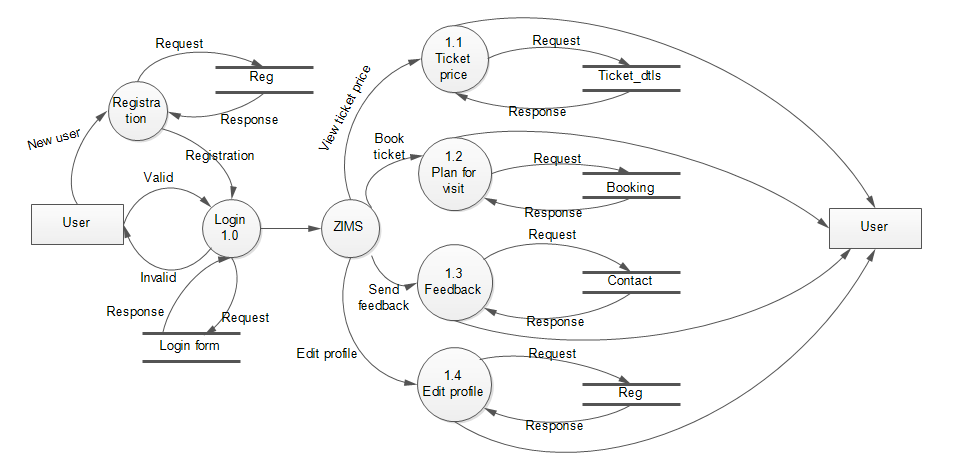 Request
Reg
Registra
tion
Response
New user
Registration
Valid
User
Login
1.0
Invalid
Response
Request
Login form
ZIMS
View ticket price
Book
ticket
Send
feedback
Edit profile
1.1
Ticket
price
Request
Ticket_dtls
Response
1.2
Plan for
visit
Request
Booking
Response
1.3
Feedback
Request
Contact
Response
1.4
Edit profile
Request
Reg
Response
User